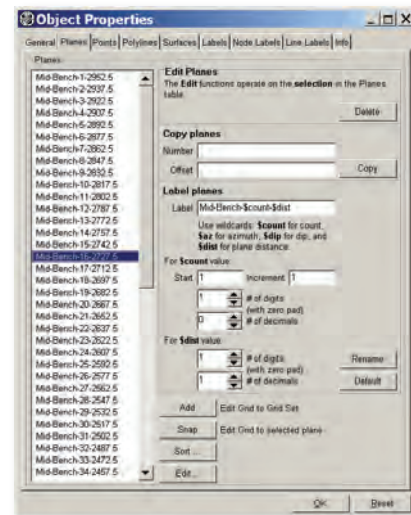 Object Properties
General Planes Points Polylines Surfaces Labels Node Labels Line Labels Info
Planes
Mid-Bench-1-2952.5
Mid-Bench-2-2937.5
Mid-Bench-3-2922.5
Mid-Bench-4-2907.5
Mid-Bench-5-2892.5
Mid-Bench-6-2877.5
Mid-Bench-7-2862.5
Mid-Bench-8-2847.5
Mid-Bench-9-2832.5
Mid-Bench-10-2817.5
Mid-Bench-11-2802.5
Mid-Bench-12-2787.5
Mid-Bench-13-2772.5
Mid-Bench-14-2757.5
Mid-Bench-15-2742.5
Mid-Bench-16-2727.5
Mid-Bench-17-2712.5
Mid-Bench-18-2697.5
Mid-Bench-19-2682.5
Mid-Bench-20-2667.5
Mid-Bench-21-2652.5
Mid-Bench-22-2637.5
Mid-Bench-23-2622.5
Mid-Bench-24-2607.5
Mid-Bench-25-2592.5
Mid-Bench-26-2577.5
Mid-Bench-27-2562.5
Mid-Bench-28-2547.5
Mid-Bench-29-2532.5
Mid-Bench-30-2517.5
Mid-Bench-31-2502.5
Mid-Bench-32-2487.5
Mid-Bench-33-2472.5
Mid-Bench-34-2457.5
Edit Planes
The Edit functions operate on the selection in the Planes
table.
Delete
Copy planes
Number
Offset Copy
Label planes
Label Mid-Bench-$count-$dist
Use wildcards: $count for count,
$az for azimuth, $dip for dip, and
$dist for plane distance.
For $count value:
Start 1 Increment 1
1 # of digits
(with zero pad)
0 # of decimals
For $dist value:
1 # of digits Rename
(with zero pad)
1 # of decimals Default
Add Edit Grid to Grid Set
Snap Edit Grid to selected plane
Sort ...
Edit ...
OK Reset